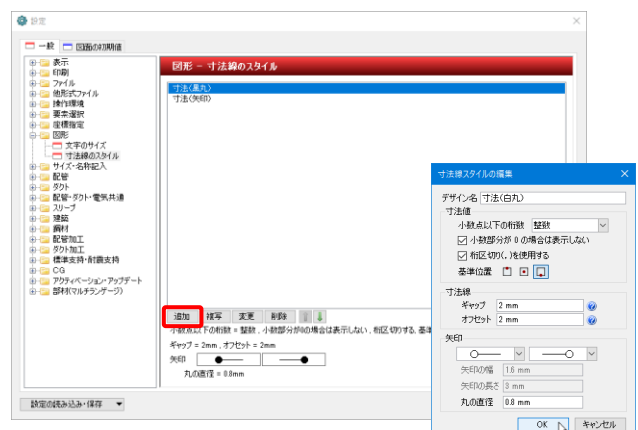 設定
一般
図面の初期値
表示
印刷
ファイル
他形式ファイル
操作環境
要素選択
座標指定
図形
文字のサイズ
寸法線のスタイル
サイズ・名称記入
配管
ダクト
配管・ダクト・電気共通
スリーブ
建築
鋼材
配管加工
ダクト加工
標準支持・耐震支持
CG
アクティベーション・アップデート
部材(マルチランゲージ)
図形 - 寸法線のスタイル
寸法(黒丸)
寸法(矢印)
追加 複写 変更 削除
小数点以下の桁数 = 整数 , 小数部分が0の場合は表示しない , 桁区切りする, 基準
ギャップ = 2mm , オフセット = 2mm
矢印
丸の直径 = 0.8mm
設定の読み込み・保存
寸法線スタイルの編集
デザイン名 寸法(白丸)
寸法値
小数点以下の桁数 整数
小数部分が 0 の場合は表示しない
桁区切り(,)を使用する
基準位置
寸法線
ギャップ 2 mm
オフセット 2 mm
矢印
矢印の幅 1.6 mm
矢印の長さ 3 mm
丸の直径 0.8 mm
OK キャンセル